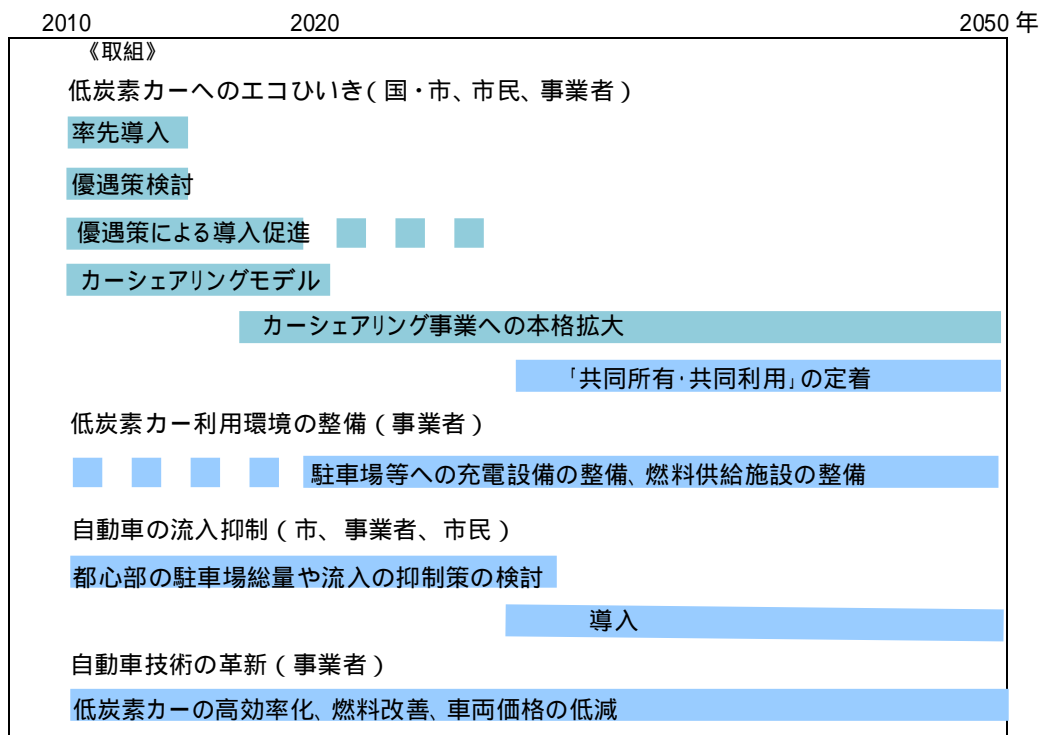 2010 2020 2050 年
《取組》
低炭素カーへのエコひいき(国・市、市民、事業者)
率先導入
優遇策検討
優遇策による導入促進
カーシェアリングモデル
カーシェアリング事業への本格拡大
「共同所有・共同利用」の定着
低炭素カー利用環境の整備(事業者)
駐車場等への充電設備の整備、燃料供給施設の整備
自動車の流入抑制(市、事業者、市民)
都心部の駐車場総量や流入の抑制策の検討
導入
自動車技術の革新(事業者)
低炭素カーの高効率化、燃料改善、車両価格の低減